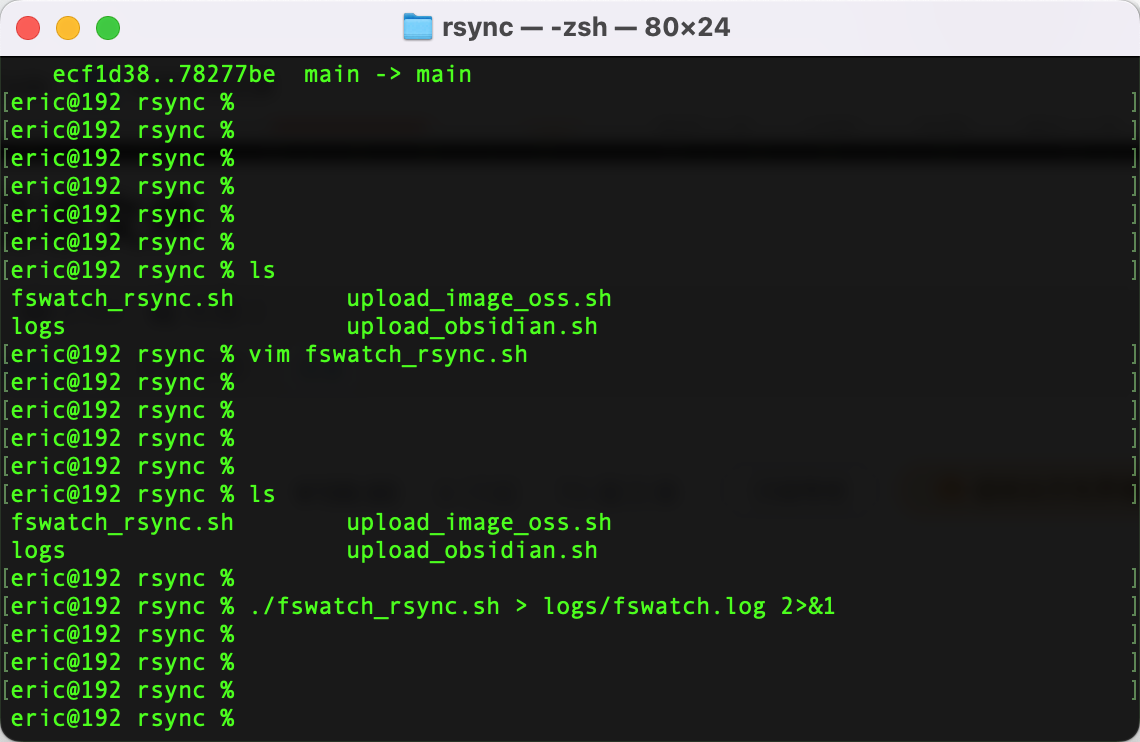 rsync — -zsh — 80×24
ecf1d38..78277be  main -> main
[eric@192 rsync % ]
[eric@192 rsync % ]
[eric@192 rsync % ]
[eric@192 rsync % ]
[eric@192 rsync % ]
[eric@192 rsync % ]
[eric@192 rsync % ls ]
fswatch_rsync.sh        upload_image_oss.sh
logs                    upload_obsidian.sh
[eric@192 rsync % vim fswatch_rsync.sh ]
[eric@192 rsync % ]
[eric@192 rsync % ]
[eric@192 rsync % ]
[eric@192 rsync % ]
[eric@192 rsync % ls ]
fswatch_rsync.sh        upload_image_oss.sh
logs                    upload_obsidian.sh
[eric@192 rsync % ]
[eric@192 rsync % ./fswatch_rsync.sh > logs/fswatch.log 2>&1 ]
[eric@192 rsync % ]
[eric@192 rsync % ]
[eric@192 rsync % ]
eric@192 rsync %